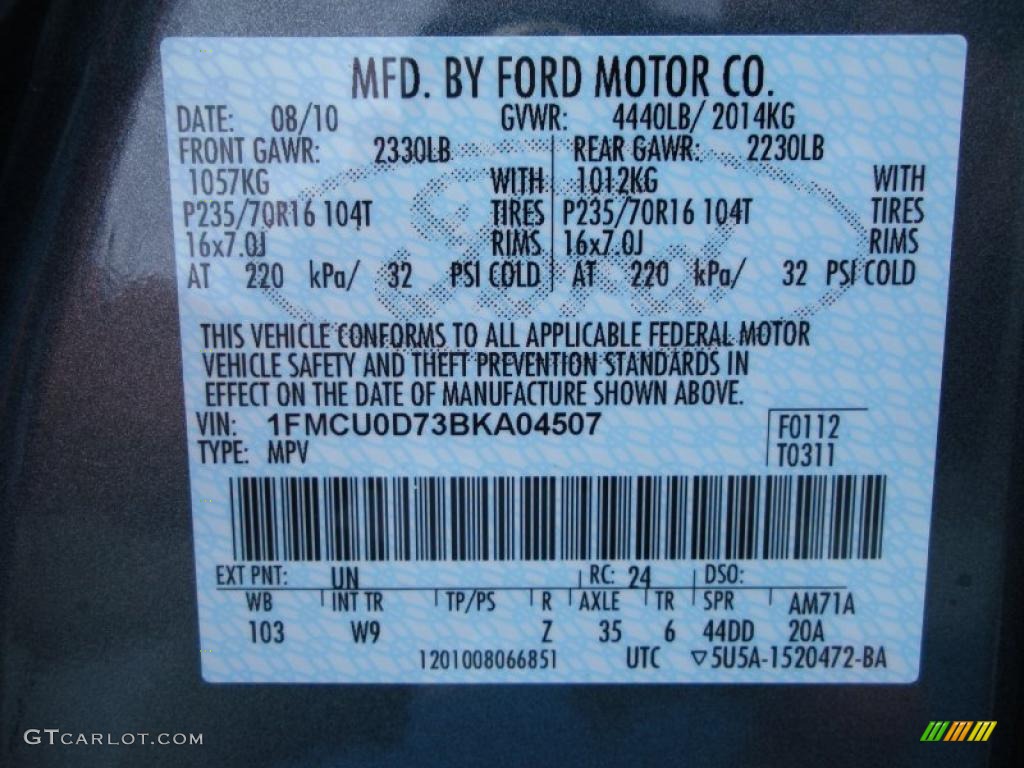 MFD. BY FORD MOTOR CO.
DATE: 08/10 GVWR: 4440LB/ 2014KG
FRONT GAWR: 2330LB REAR GAWR: 2230LB
1057KG WITH 1012KG WITH
P235/70R16 104T TIRES P235/70R16 104T TIRES
16x7.0J RIMS 16x7.0J RIMS
AT 220 kPa/ 32 PSI COLD AT 220 kPa/ 32 PSI COLD
THIS VEHICLE CONFORMS TO ALL APPLICABLE FEDERAL MOTOR
VEHICLE SAFETY AND THEFT PREVENTION STANDARDS IN
EFFECT ON THE DATE OF MANUFACTURE SHOWN ABOVE.
VIN: 1FMCU0D73BKA04507 F0112
TYPE: MPV T0311
EXT PNT: UN RC: 24 DSO:
WB INT TR TP/PS R AXLE TR SPR AM71A
103 W9 Z 35 6 44DD 20A
1201008066851 UTC ▽5U5A-1520472-BA
GTCARLOT.COM